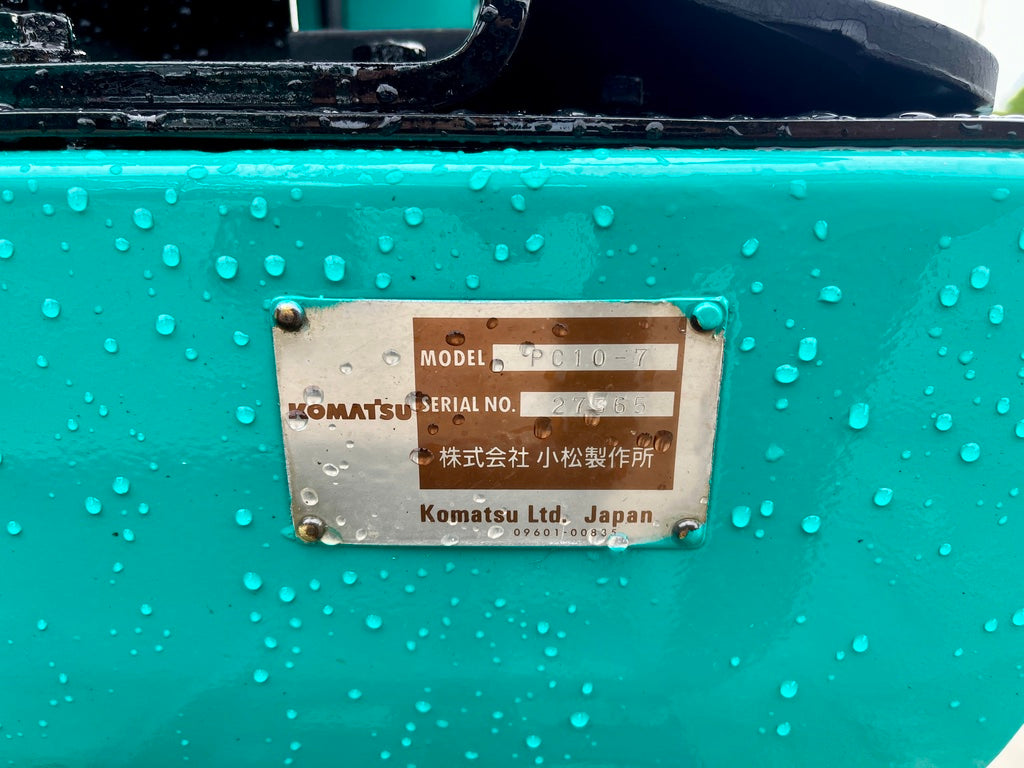 MODEL PC10-7
KOMATSU SERIAL NO.
株式会社 小松製作所
Komatsu Ltd. Japan
09601-00835